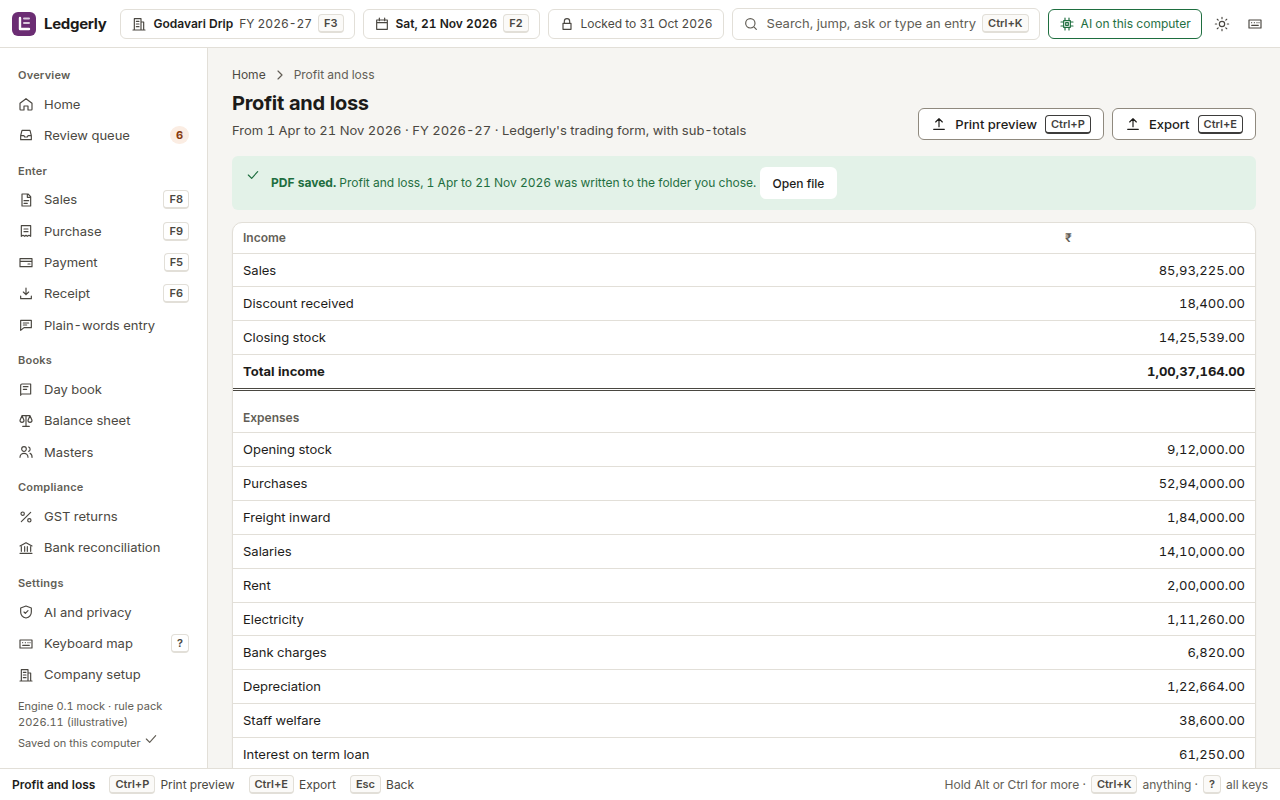 Ledgerly
Godavari Drip FY 2026-27 F3
Sat, 21 Nov 2026 F2
Locked to 31 Oct 2026
Search, jump, ask or type an entry Ctrl+K
AI on this computer
Overview
Home
Review queue 6
Enter
Sales F8
Purchase F9
Payment F5
Receipt F6
Plain-words entry
Books
Day book
Balance sheet
Masters
Compliance
GST returns
Bank reconciliation
Settings
AI and privacy
Keyboard map ?
Company setup
Engine 0.1 mock · rule pack
2026.11 (illustrative)
Saved on this computer
Home > Profit and loss
Profit and loss
From 1 Apr to 21 Nov 2026 · FY 2026-27 · Ledgerly's trading form, with sub-totals
Print preview Ctrl+P
Export Ctrl+E
PDF saved. Profit and loss, 1 Apr to 21 Nov 2026 was written to the folder you chose. Open file
Income ₹
Sales 85,93,225.00
Discount received 18,400.00
Closing stock 14,25,539.00
Total income 1,00,37,164.00
Expenses
Opening stock 9,12,000.00
Purchases 52,94,000.00
Freight inward 1,84,000.00
Salaries 14,10,000.00
Rent 2,00,000.00
Electricity 1,11,260.00
Bank charges 6,820.00
Depreciation 1,22,664.00
Staff welfare 38,600.00
Interest on term loan 61,250.00
Profit and loss Ctrl+P Print preview Ctrl+E Export Esc Back
Hold Alt or Ctrl for more · Ctrl+K anything · ? all keys